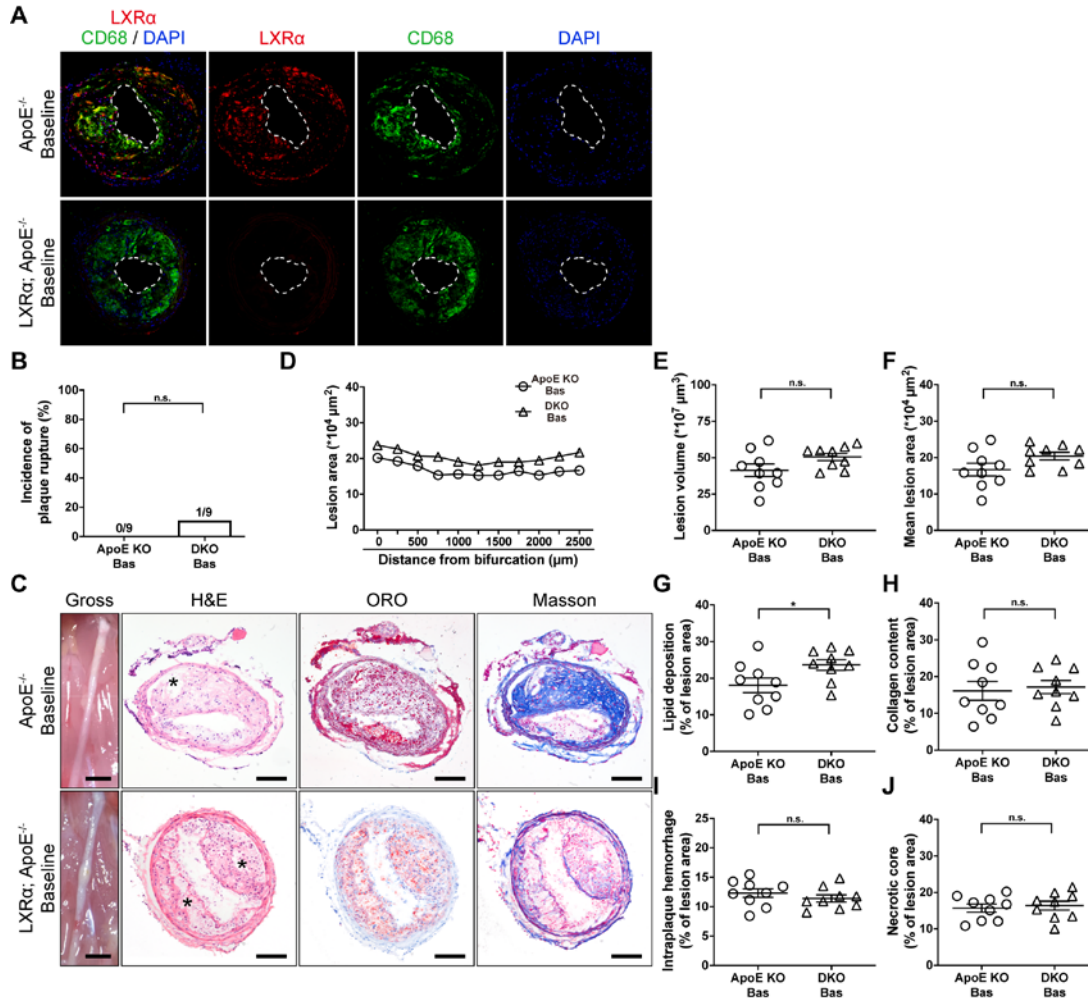 A
LXRα
CD68 / DAPI
LXRα
CD68
DAPI
ApoE-/-
Baseline
LXRα; ApoE-/-
Baseline
B
Incidence of
plaque rupture (%)
100
80
60
40
20
0
n.s.
0/9
1/9
ApoE KO
Bas
DKO
Bas
D
Lesion area (*10⁴ µm²)
40
20
0
ApoE KO
Bas
DKO
Bas
0 500 1000 1500 2000 2500
Distance from bifurcation (µm)
E
Lesion volume (*10⁷ µm³)
100
75
50
25
0
n.s.
ApoE KO
Bas
DKO
Bas
F
Mean lesion area (*10⁴ µm²)
40
30
20
10
0
n.s.
ApoE KO
Bas
DKO
Bas
C
Gross
H&E
ORO
Masson
ApoE-/-
Baseline
*
LXRα; ApoE-/-
Baseline
*
*
G
Lipid deposition
(% of lesion area)
40
30
20
10
0
*
ApoE KO
Bas
DKO
Bas
H
Collagen content
(% of lesion area)
40
30
20
10
0
n.s.
ApoE KO
Bas
DKO
Bas
I
Intraplaque hemorrhage
(% of lesion area)
25
20
15
10
5
0
n.s.
ApoE KO
Bas
DKO
Bas
J
Necrotic core
(% of lesion area)
40
30
20
10
0
n.s.
ApoE KO
Bas
DKO
Bas